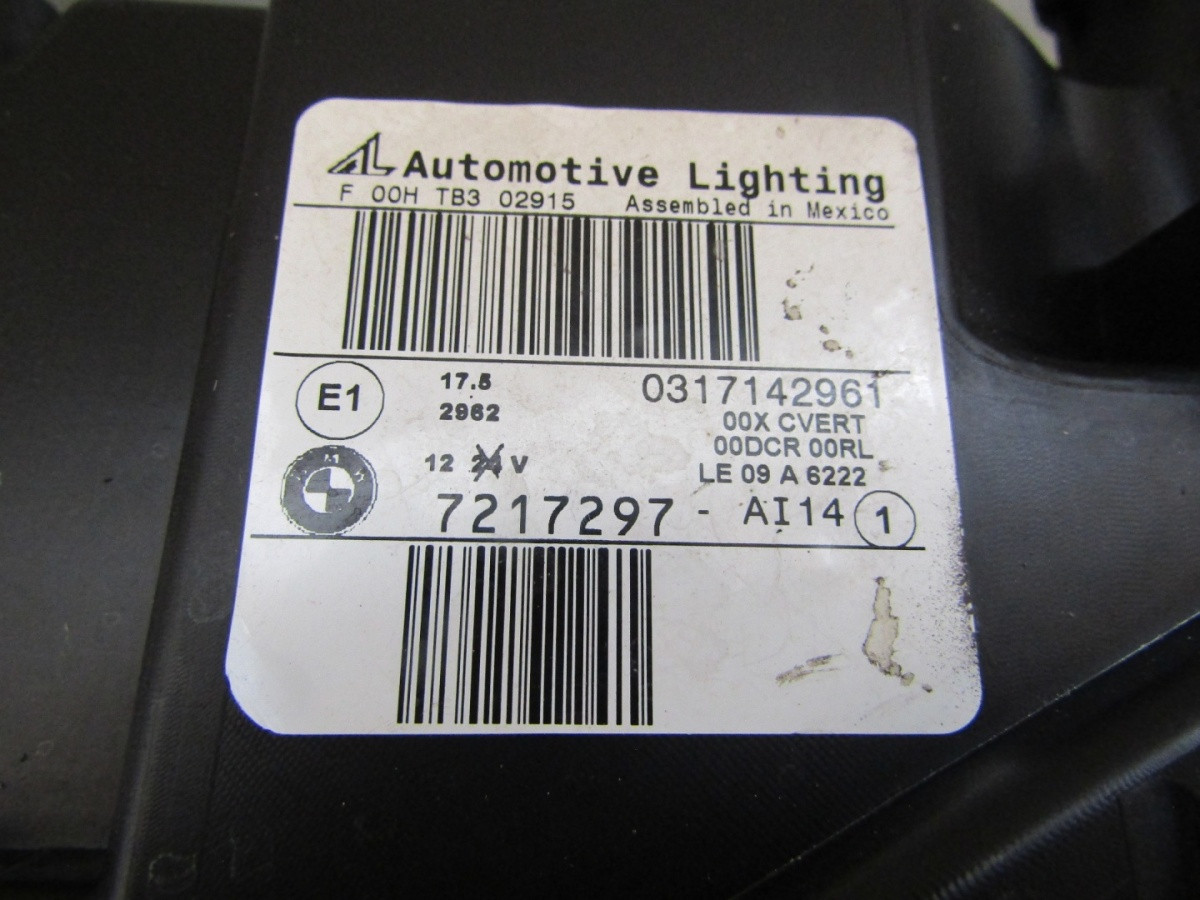 AL Automotive Lighting
F 00H TB3 02915 Assembled in Mexico
E1 17.5 0317142961
2962 00X CVERT
00DCR 00RL
12 24 V LE 09 A 6222
7217297 - AI14 1